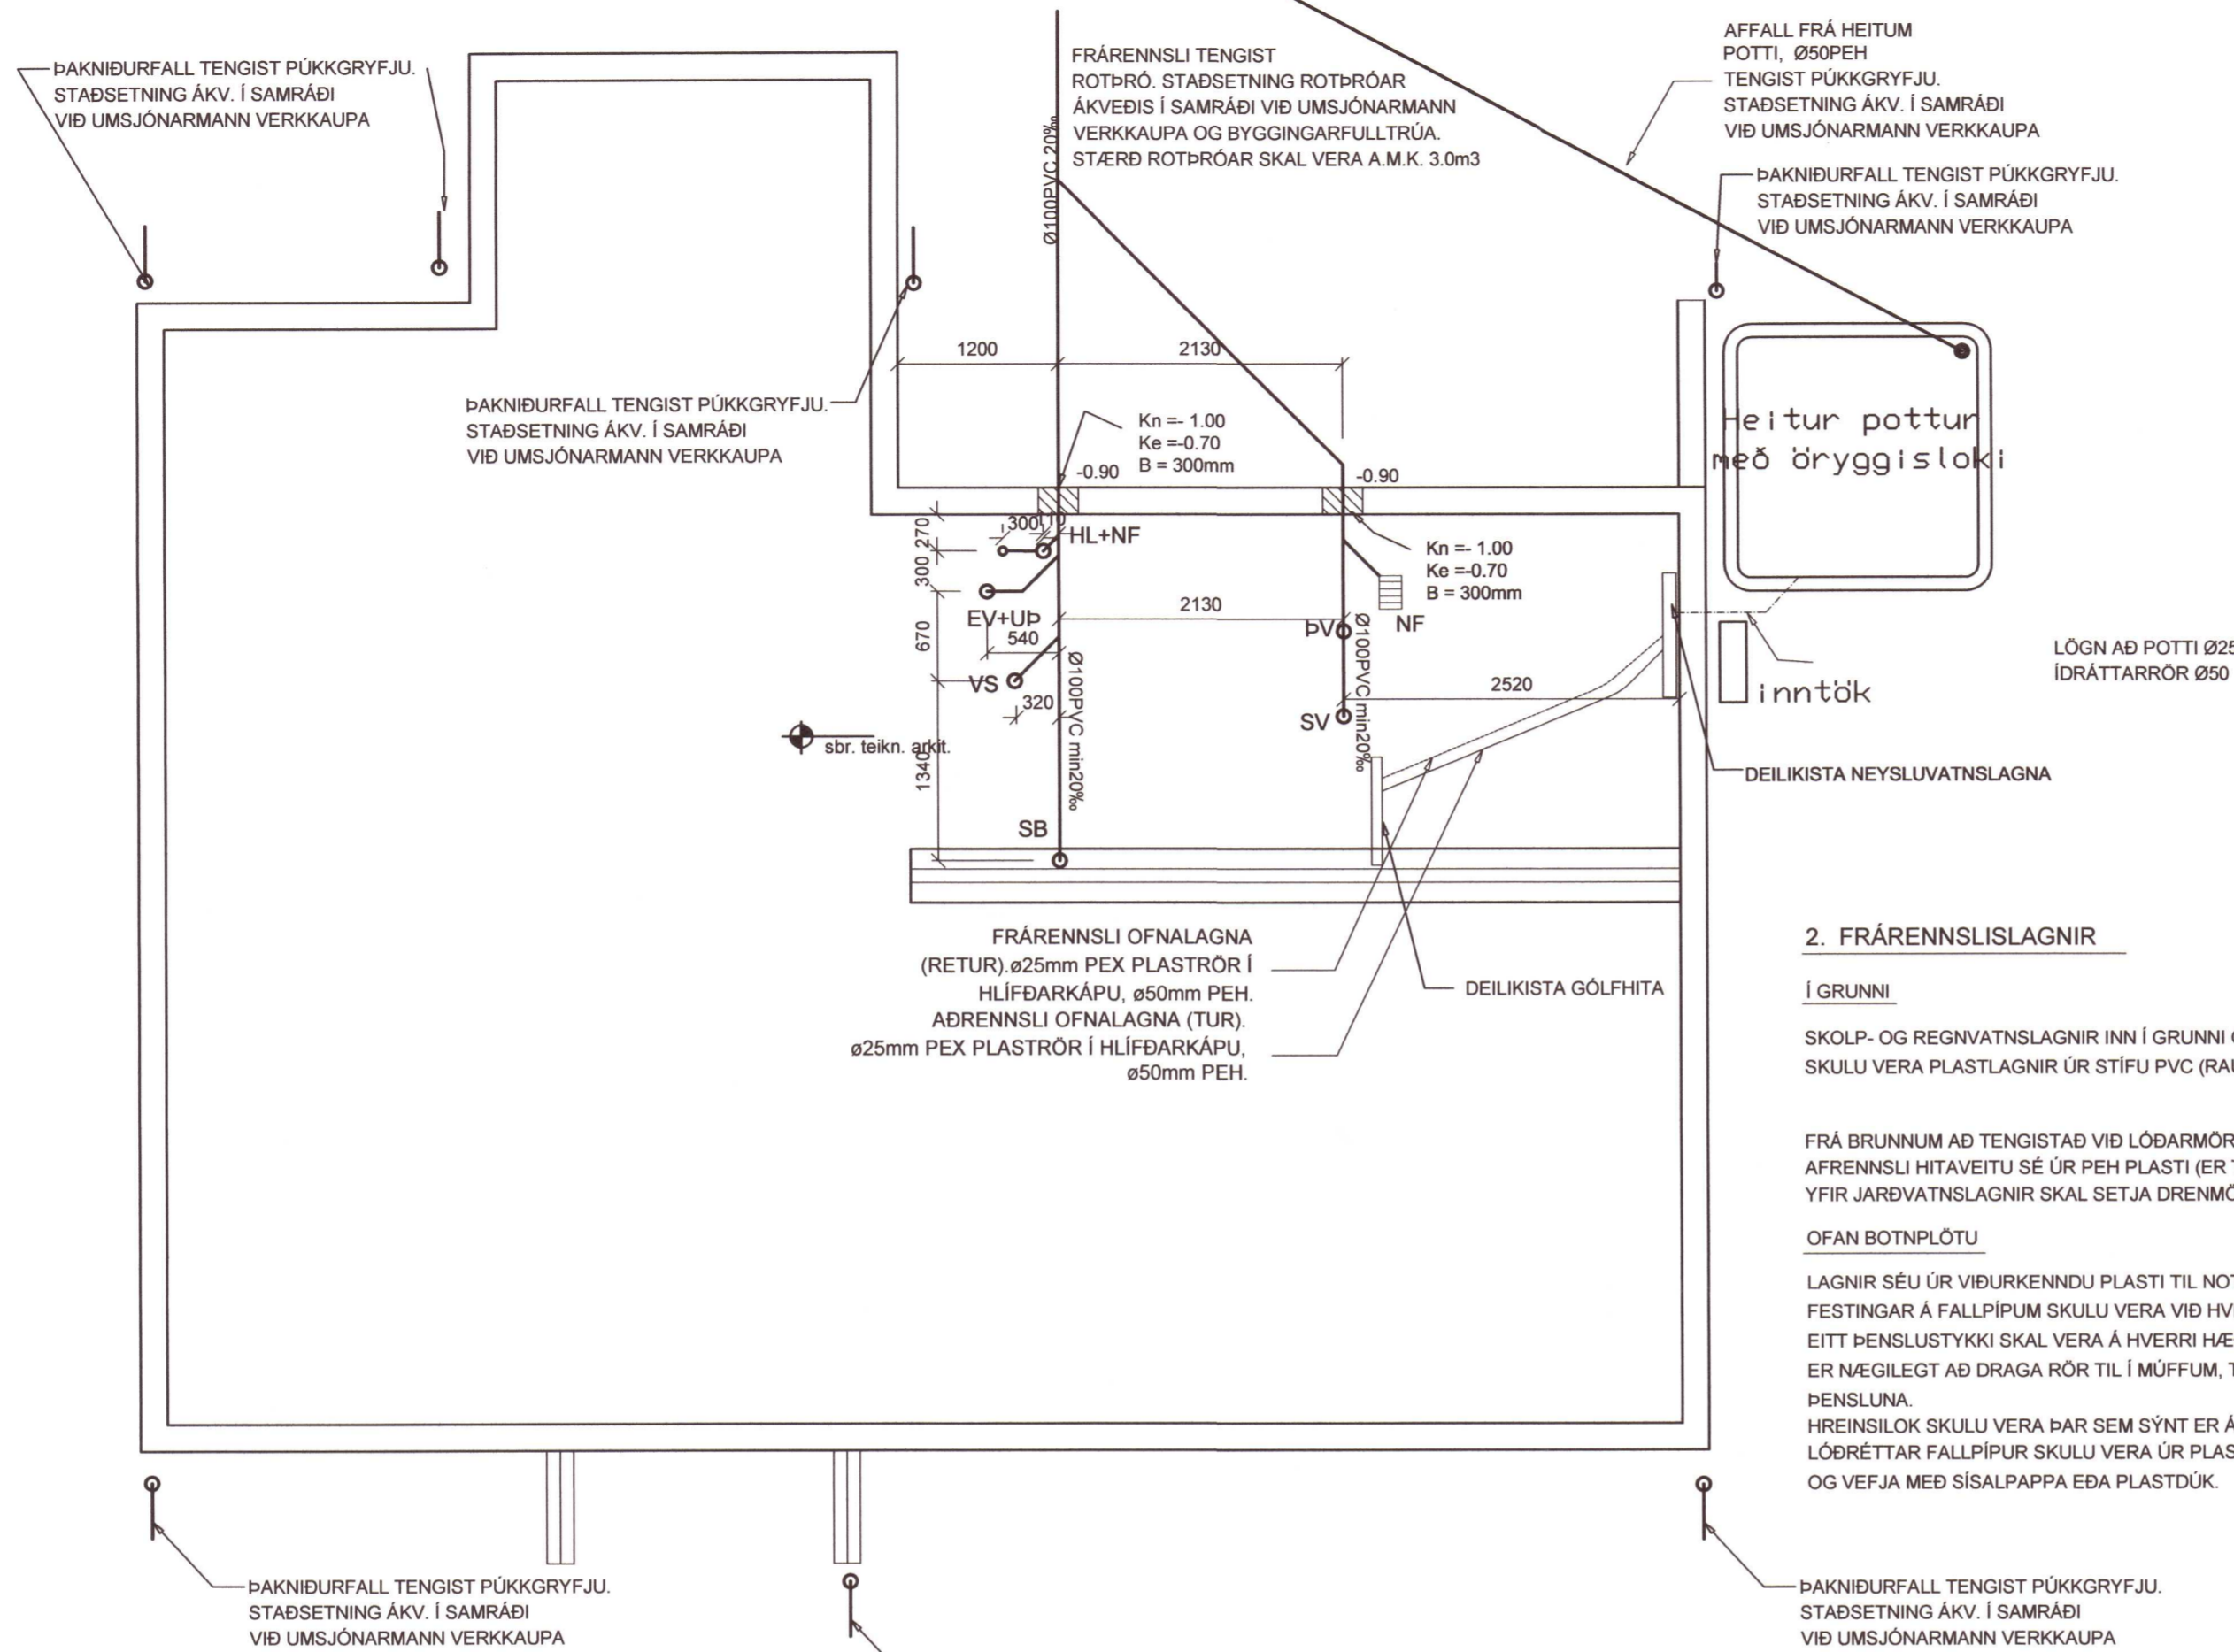 ÞAKNIÐURFALL TENGIST PÚKKGRYFJU.
STAÐSETNING ÁKV. Í SAMRÁÐI
VIÐ UMSJÓNARMANN VERKKAUPA
FRÁRENNSLI TENGIST
ROTÞRÓ. STAÐSETNING ROTÞRÓAR
ÁKVEÐIS Í SAMRÁÐI VIÐ UMSJÓNARMANN
VERKKAUPA OG BYGGINGARFULLTRÚA.
STÆRÐ ROTÞRÓAR SKAL VERA A.M.K. 3.0m3
Ø100PVC 20‰
AFFALL FRÁ HEITUM
POTTI, Ø50PEH
TENGIST PÚKKGRYFJU.
STAÐSETNING ÁKV. Í SAMRÁÐI
VIÐ UMSJÓNARMANN VERKKAUPA
ÞAKNIÐURFALL TENGIST PÚKKGRYFJU.
STAÐSETNING ÁKV. Í SAMRÁÐI
VIÐ UMSJÓNARMANN VERKKAUPA
1200
2130
ÞAKNIÐURFALL TENGIST PÚKKGRYFJU.
STAÐSETNING ÁKV. Í SAMRÁÐI
VIÐ UMSJÓNARMANN VERKKAUPA
Kn =- 1.00
Ke =-0.70
B = 300mm
-0.90
-0.90
Heitur pottur
með öryggisloki
270
300
110
HL+NF
300
Kn =- 1.00
Ke =-0.70
B = 300mm
EV+UÞ
2130
ÞV
NF
670
540
VS
320
Ø100PVC min20‰
Ø100PVC min20‰
2520
SV
inntök
LÖGN AÐ POTTI Ø25
ÍDRÁTTARRÖR Ø50
sbr. teikn. arkit.
1340
DEILIKISTA NEYSLUVATNSLAGNA
SB
FRÁRENNSLI OFNALAGNA
(RETUR).ø25mm PEX PLASTRÖR Í
HLÍFÐARKÁPU, ø50mm PEH.
AÐRENNSLI OFNALAGNA (TUR).
ø25mm PEX PLASTRÖR Í HLÍFÐARKÁPU,
ø50mm PEH.
DEILIKISTA GÓLFHITA
2. FRÁRENNSLISLAGNIR
Í GRUNNI
SKOLP- OG REGNVATNSLAGNIR INN Í GRUNNI
SKULU VERA PLASTLAGNIR ÚR STÍFU PVC (RAU
FRÁ BRUNNUM AÐ TENGISTAÐ VIÐ LÓÐARMÖR
AFRENNSLI HITAVEITU SÉ ÚR PEH PLASTI (ER
YFIR JARÐVATNSLAGNIR SKAL SETJA DRENMÖ
OFAN BOTNPLÖTU
LAGNIR SÉU ÚR VIÐURKENNDU PLASTI TIL NOT
FESTINGAR Á FALLPÍPUM SKULU VERA VIÐ HV
EITT ÞENSLUSTYKKI SKAL VERA Á HVERRI HÆ
ER NÆGILEGT AÐ DRAGA RÖR TIL Í MÚFFUM,
ÞENSLUNA.
HREINSILOK SKULU VERA ÞAR SEM SÝNT ER Á
LÓÐRÉTTAR FALLPÍPUR SKULU VERA ÚR PLAS
OG VEFJA MEÐ SÍSALPAPPA EÐA PLASTDÚK.
ÞAKNIÐURFALL TENGIST PÚKKGRYFJU.
STAÐSETNING ÁKV. Í SAMRÁÐI
VIÐ UMSJÓNARMANN VERKKAUPA
ÞAKNIÐURFALL TENGIST PÚKKGRYFJU.
STAÐSETNING ÁKV. Í SAMRÁÐI
VIÐ UMSJÓNARMANN VERKKAUPA